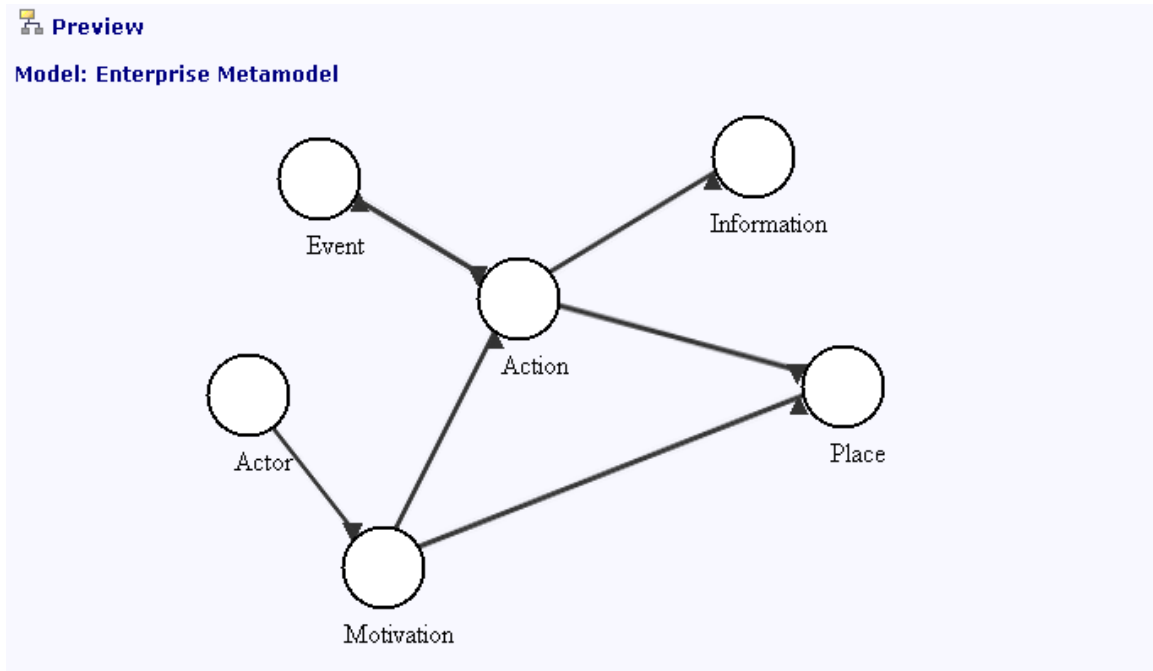 Preview
Model: Enterprise Metamodel
Information
Event
Action
Place
Actor
Motivation